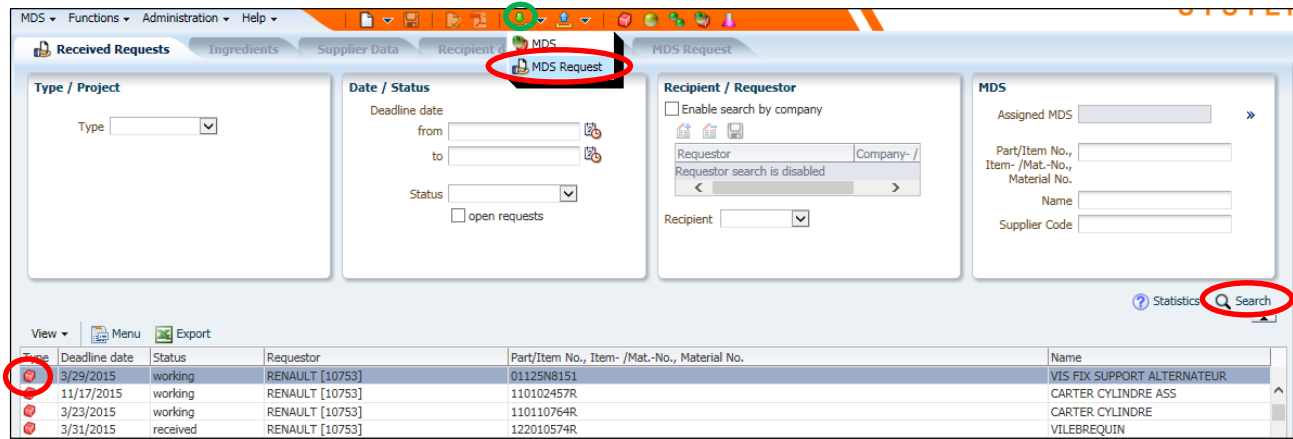 MDS Functions Administration Help
SYSTE
Received Requests Ingredients Supplier Data Recipient d MDS Request
MDS
MDS Request
Type / Project
Type
Date / Status
Deadline date
from
to
Status
open requests
Recipient / Requestor
Enable search by company
Requestor Company- /
Requestor search is disabled
Recipient
MDS
Assigned MDS
Part/Item No.,
Item- /Mat.-No.,
Material No.
Name
Supplier Code
Statistics Search
View Menu Export
Type Deadline date Status Requestor Part/Item No., Item- /Mat.-No., Material No. Name
3/29/2015 working RENAULT [10753] 01125N8151 VIS FIX SUPPORT ALTERNATEUR
11/17/2015 working RENAULT [10753] 110102457R CARTER CYLINDRE ASS
3/23/2015 working RENAULT [10753] 110110764R CARTER CYLINDRE
3/31/2015 received RENAULT [10753] 122010574R VILEBREQUIN